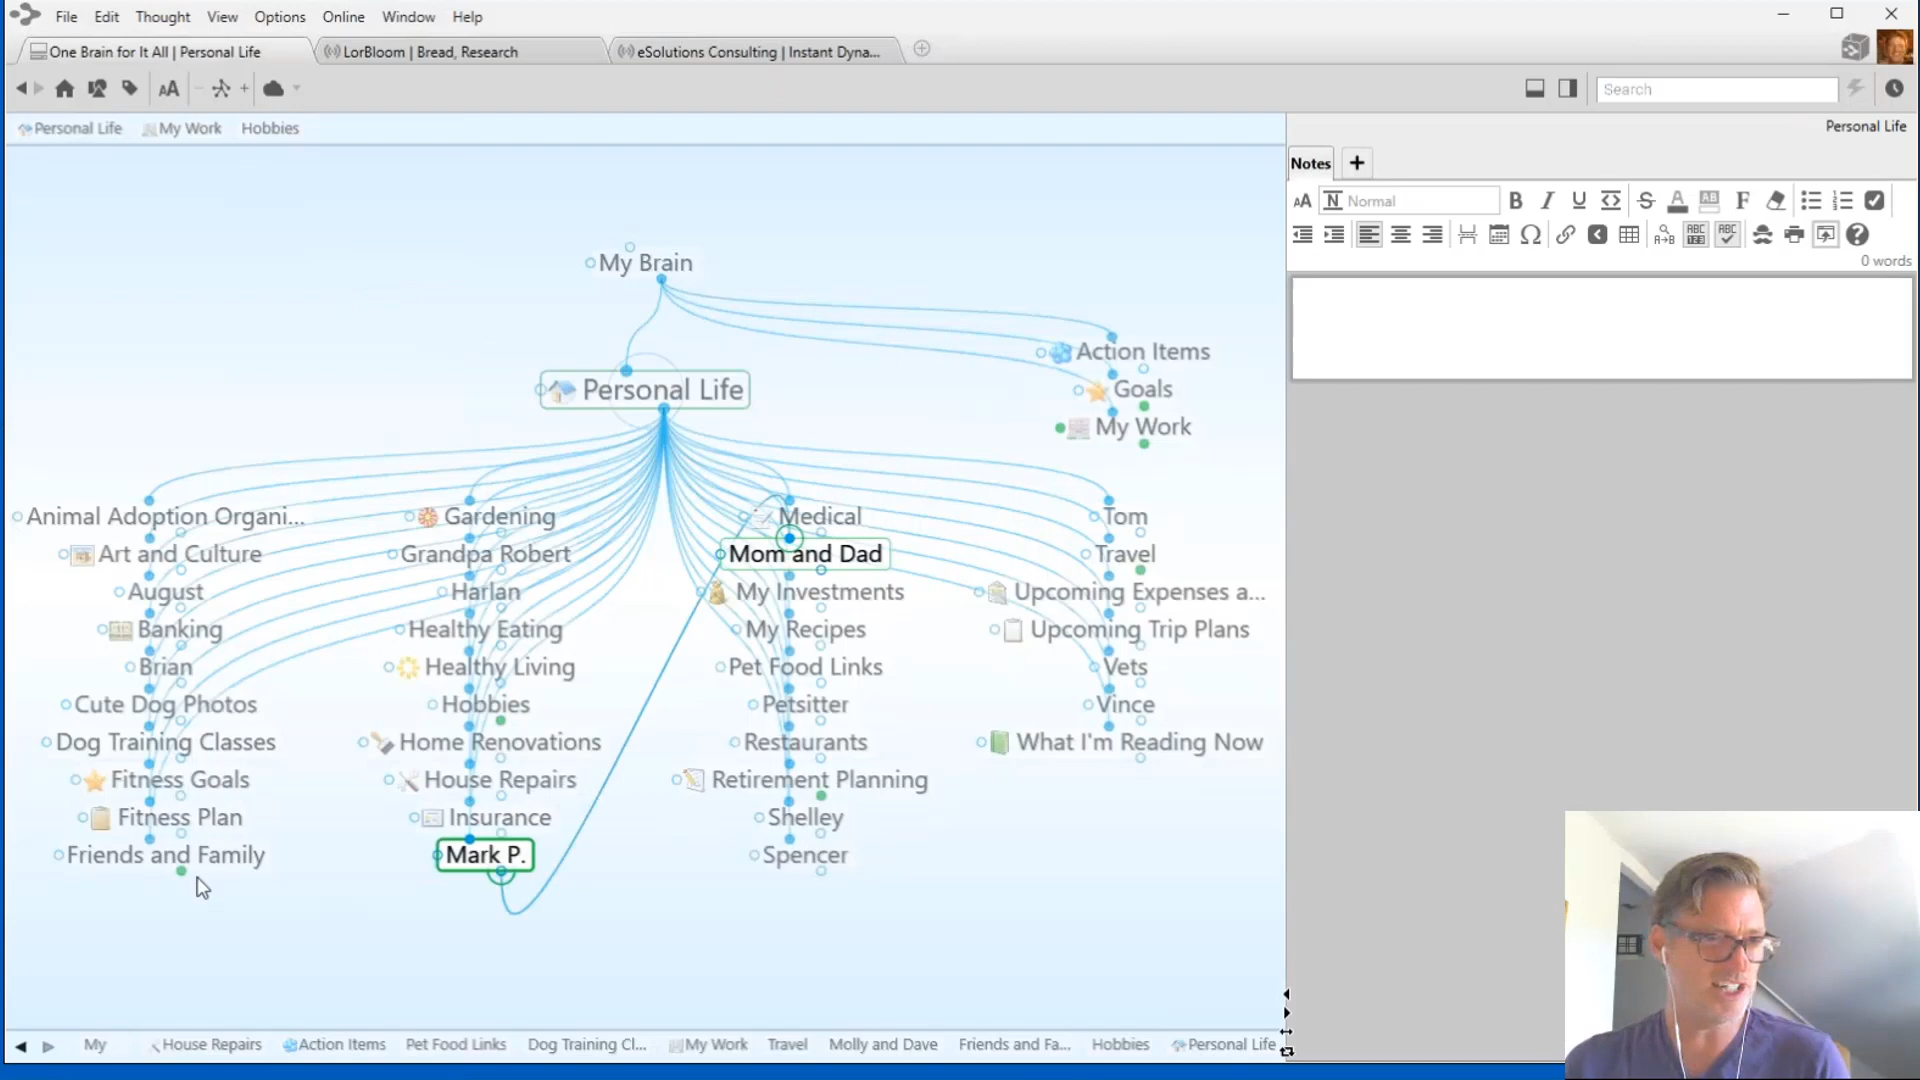 File Edit Thought View Options Online Window Help
One Brain for It All | Personal Life
LorBloom | Bread, Research
eSolutions Consulting | Instant Dyna...
AA
Search
Personal Life My Work Hobbies
Personal Life
Notes
AA N Normal B I U S A AB F
ABC 123 ABC
0 words
My Brain
Personal Life
Action Items
Goals
My Work
Animal Adoption Organi...
Art and Culture
August
Banking
Brian
Cute Dog Photos
Dog Training Classes
Fitness Goals
Fitness Plan
Friends and Family
Gardening
Grandpa Robert
Harlan
Healthy Eating
Healthy Living
Hobbies
Home Renovations
House Repairs
Insurance
Mark P.
Medical
Mom and Dad
My Investments
My Recipes
Pet Food Links
Petsitter
Restaurants
Retirement Planning
Shelley
Spencer
Tom
Travel
Upcoming Expenses a...
Upcoming Trip Plans
Vets
Vince
What I'm Reading Now
My House Repairs Action Items Pet Food Links Dog Training Cl... My Work Travel Molly and Dave Friends and Fa... Hobbies Personal Life